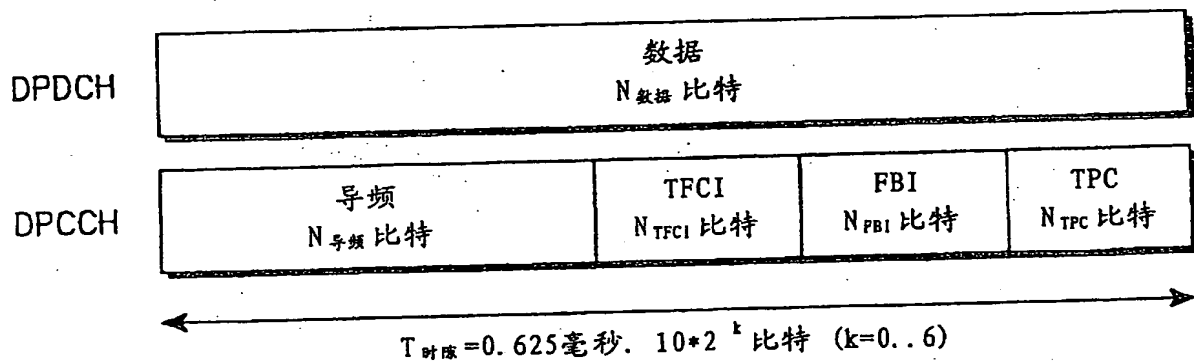 DPDCH
数据
N数据 比特
DPCCH
导频
N导频 比特
TFCI
NTFCI 比特
FBI
NFBI 比特
TPC
NTPC 比特
T时隙=0.625毫秒. 10*2 k 比特 (k=0..6)